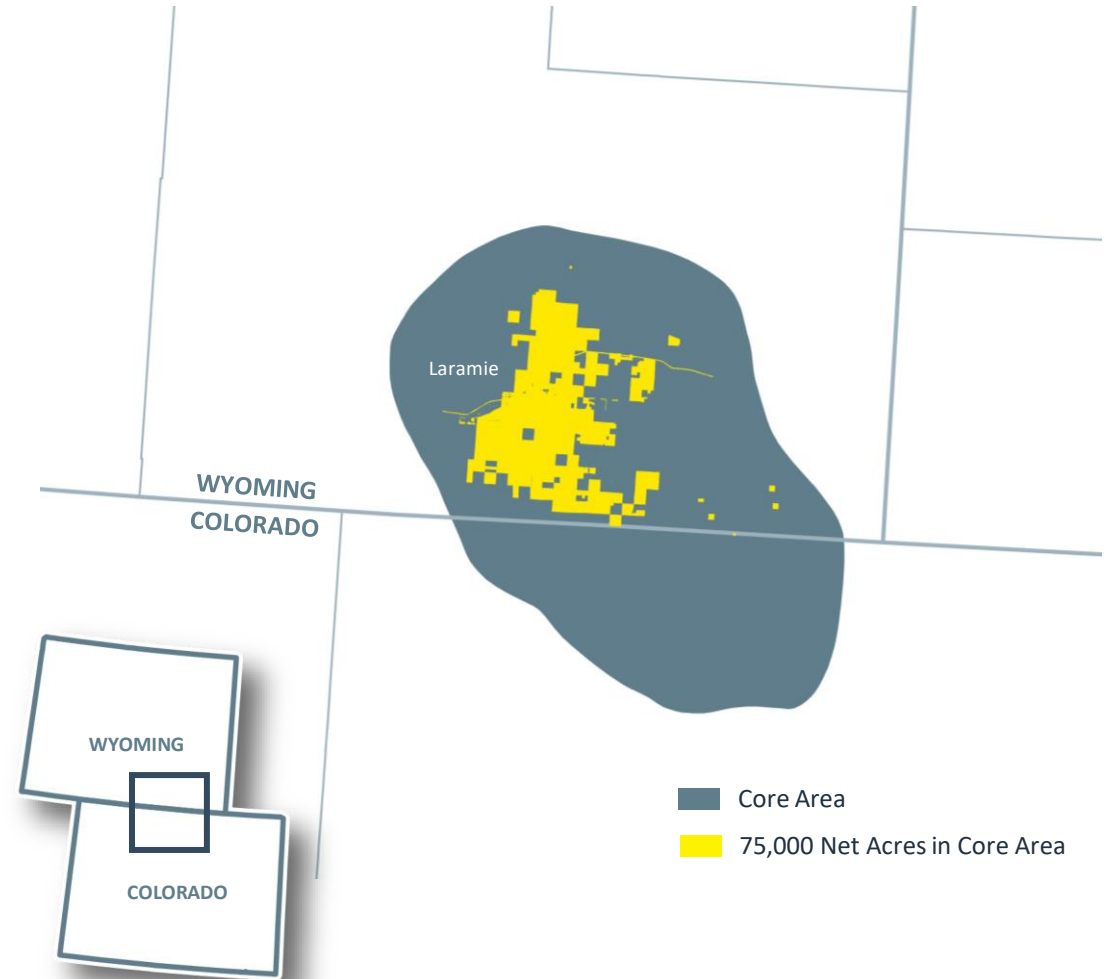 Laramie
WYOMING
COLORADO
WYOMING
COLORADO
Core Area
75,000 Net Acres in Core Area